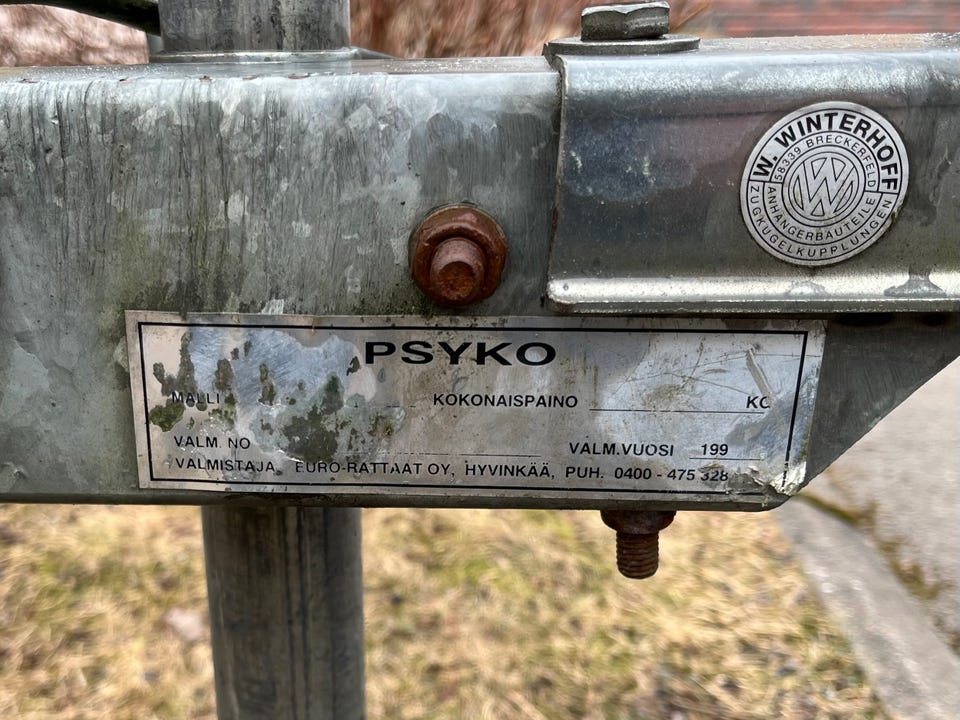 W. WINTERHOFF
58339 BRECKERFELD
W
ANHÄNGERBAUTEILE
ZUGKUGELKUPPLUNGEN
PSYKO
MALLI KOKONAISPAINO KG
VALM. NO VALM.VUOSI 199
VALMISTAJA EURO-RATTAAT OY, HYVINKÄÄ, PUH. 0400 - 475 328